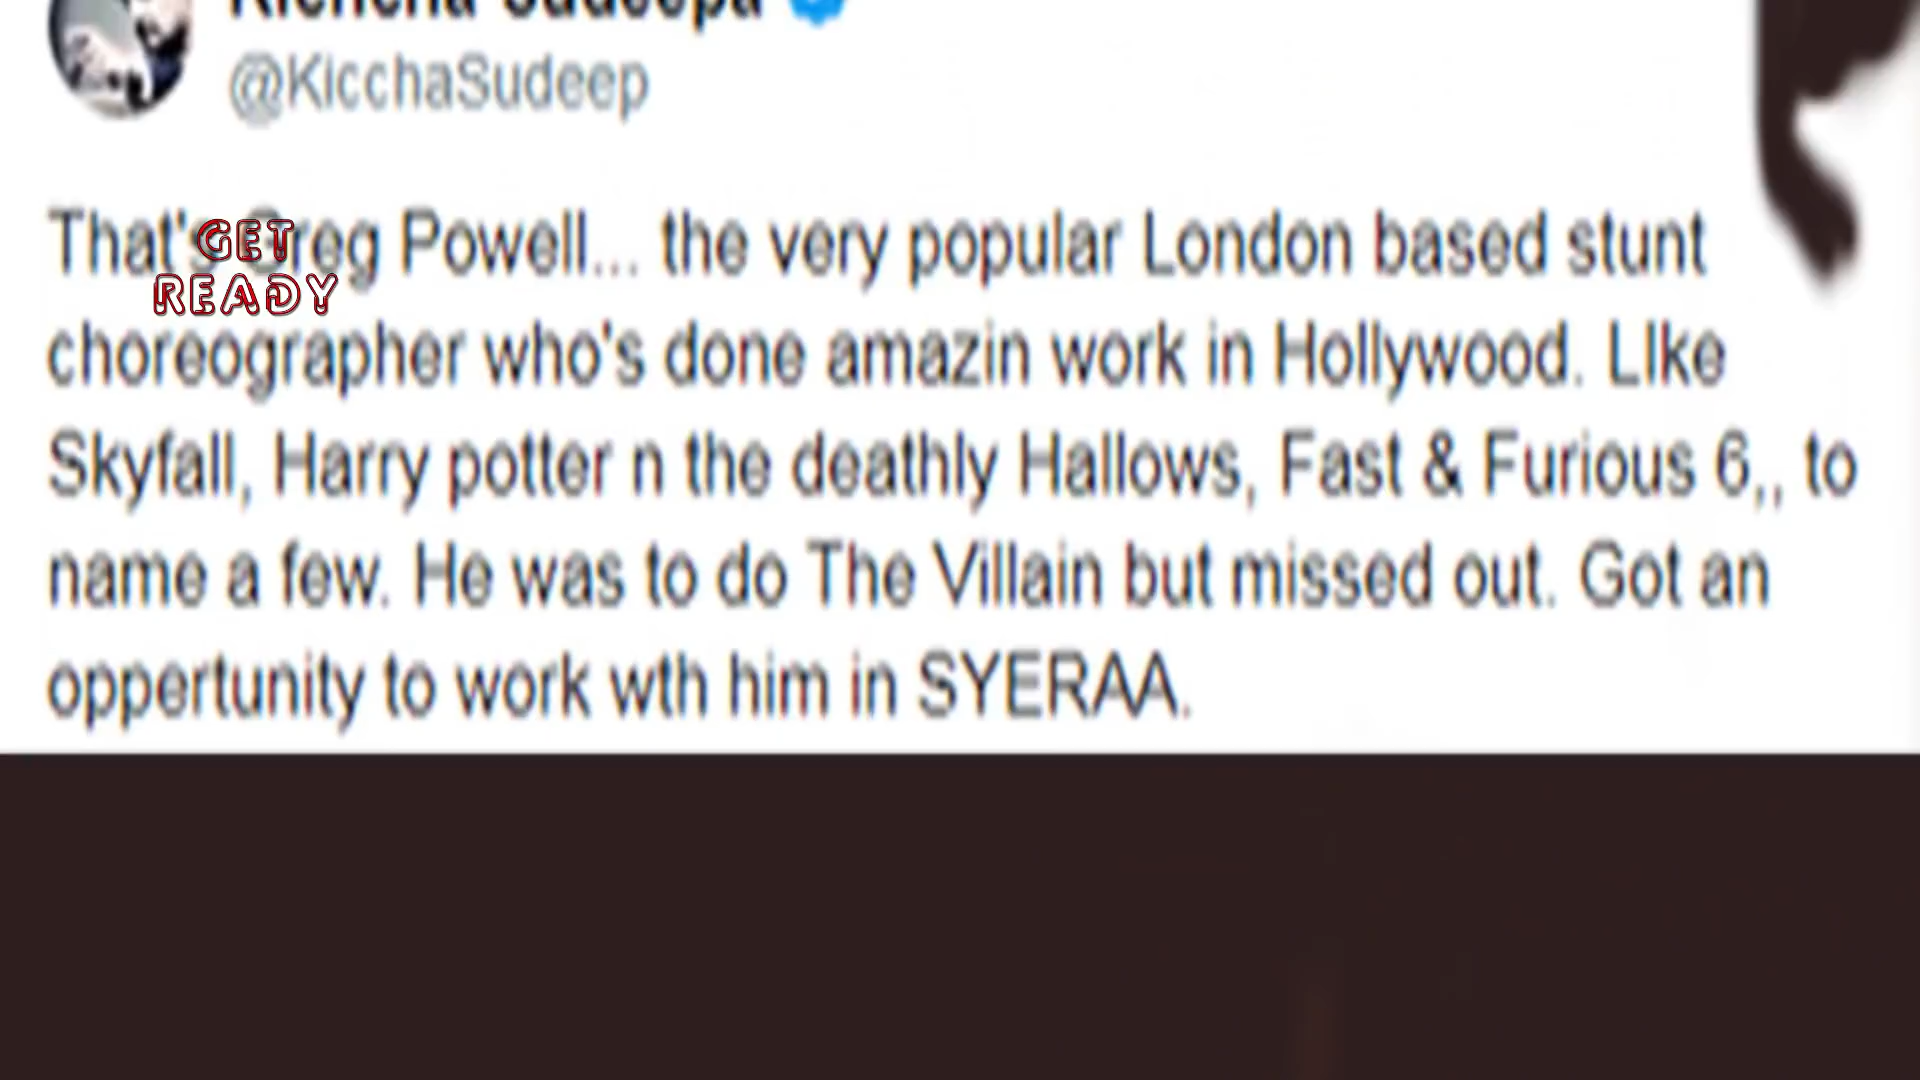 Kichcha Sudeepa
@KicchaSudeep
That's Greg Powell... the very popular London based stunt
GET
READY
choreographer who's done amazin work in Hollywood. LIke
Skyfall, Harry potter n the deathly Hallows, Fast & Furious 6,, to
name a few. He was to do The Villain but missed out. Got an
oppertunity to work wth him in SYERAA.